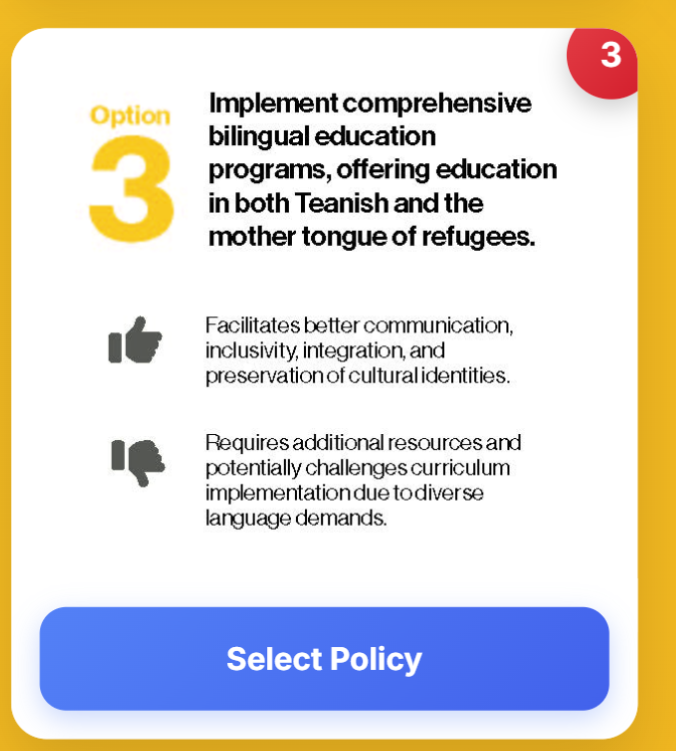 3
Option
3
Implement comprehensive
bilingual education
programs, offering education
in both Teanish and the
mother tongue of refugees.
Facilitates better communication,
inclusivity, integration, and
preservation of cultural identities.
Requires additional resources and
potentially challenges curriculum
implementation due to diverse
language demands.
Select Policy